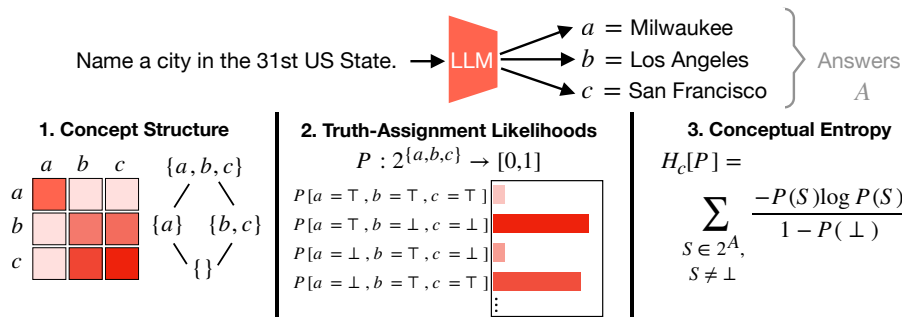 a = Milwaukee
Name a city in the 31st US State.
LLM
b = Los Angeles
c = San Francisco
Answers
A
1. Concept Structure
a b c
a
b
c
{a, b, c}
{a} {b, c}
{}
2. Truth-Assignment Likelihoods
P : 2^{a,b,c} → [0,1]
P[a = ⊤, b = ⊤, c = ⊤]
P[a = ⊤, b = ⊥, c = ⊥]
P[a = ⊥, b = ⊤, c = ⊥]
P[a = ⊥, b = ⊤, c = ⊤]
⋮
3. Conceptual Entropy
H_c[P] =
∑ S ∈ 2^A, S ≠ ⊥ −P(S)log P(S) / 1 − P(⊥)